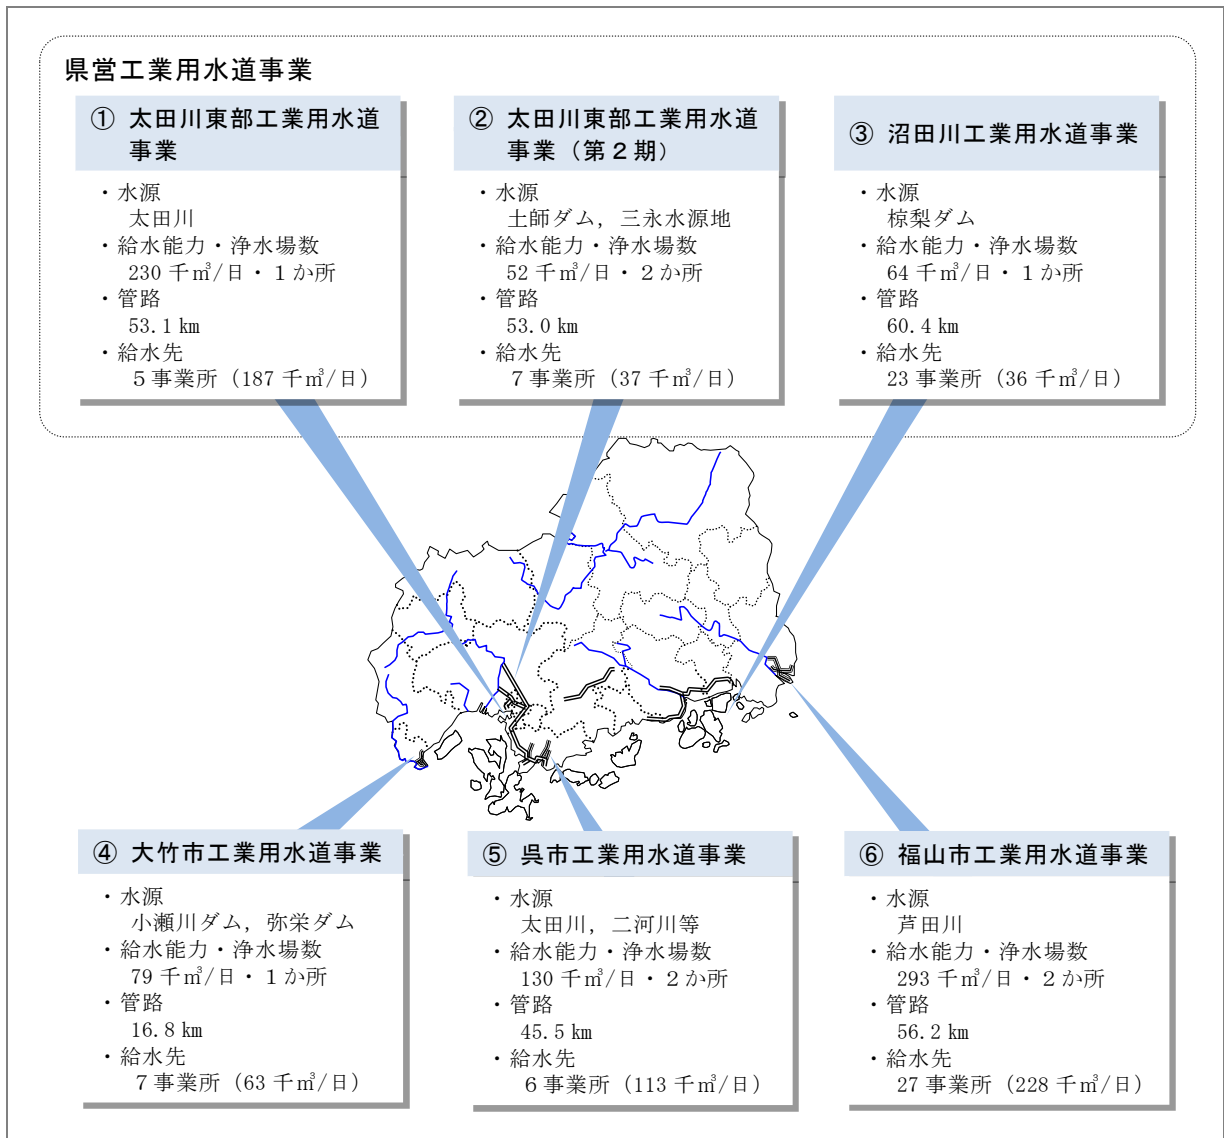 県営工業用水道事業
① 太田川東部工業用水道
事業
・水源
太田川
・給水能力・浄水場数
230 千㎥/日・１か所
・管路
53.1 ㎞
・給水先
５事業所（187 千㎥/日）
② 太田川東部工業用水道
事業（第２期）
・水源
土師ダム，三永水源地
・給水能力・浄水場数
52 千㎥/日・２か所
・管路
53.0 ㎞
・給水先
７事業所（37 千㎥/日）
③ 沼田川工業用水道事業
・水源
椋梨ダム
・給水能力・浄水場数
64 千㎥/日・１か所
・管路
60.4 ㎞
・給水先
23 事業所（36 千㎥/日）
④ 大竹市工業用水道事業
・水源
小瀬川ダム，弥栄ダム
・給水能力・浄水場数
79 千㎥/日・１か所
・管路
16.8 ㎞
・給水先
７事業所（63 千㎥/日）
⑤ 呉市工業用水道事業
・水源
太田川，二河川等
・給水能力・浄水場数
130 千㎥/日・２か所
・管路
45.5 ㎞
・給水先
６事業所（113 千㎥/日）
⑥ 福山市工業用水道事業
・水源
芦田川
・給水能力・浄水場数
293 千㎥/日・２か所
・管路
56.2 ㎞
・給水先
27 事業所（228 千㎥/日）